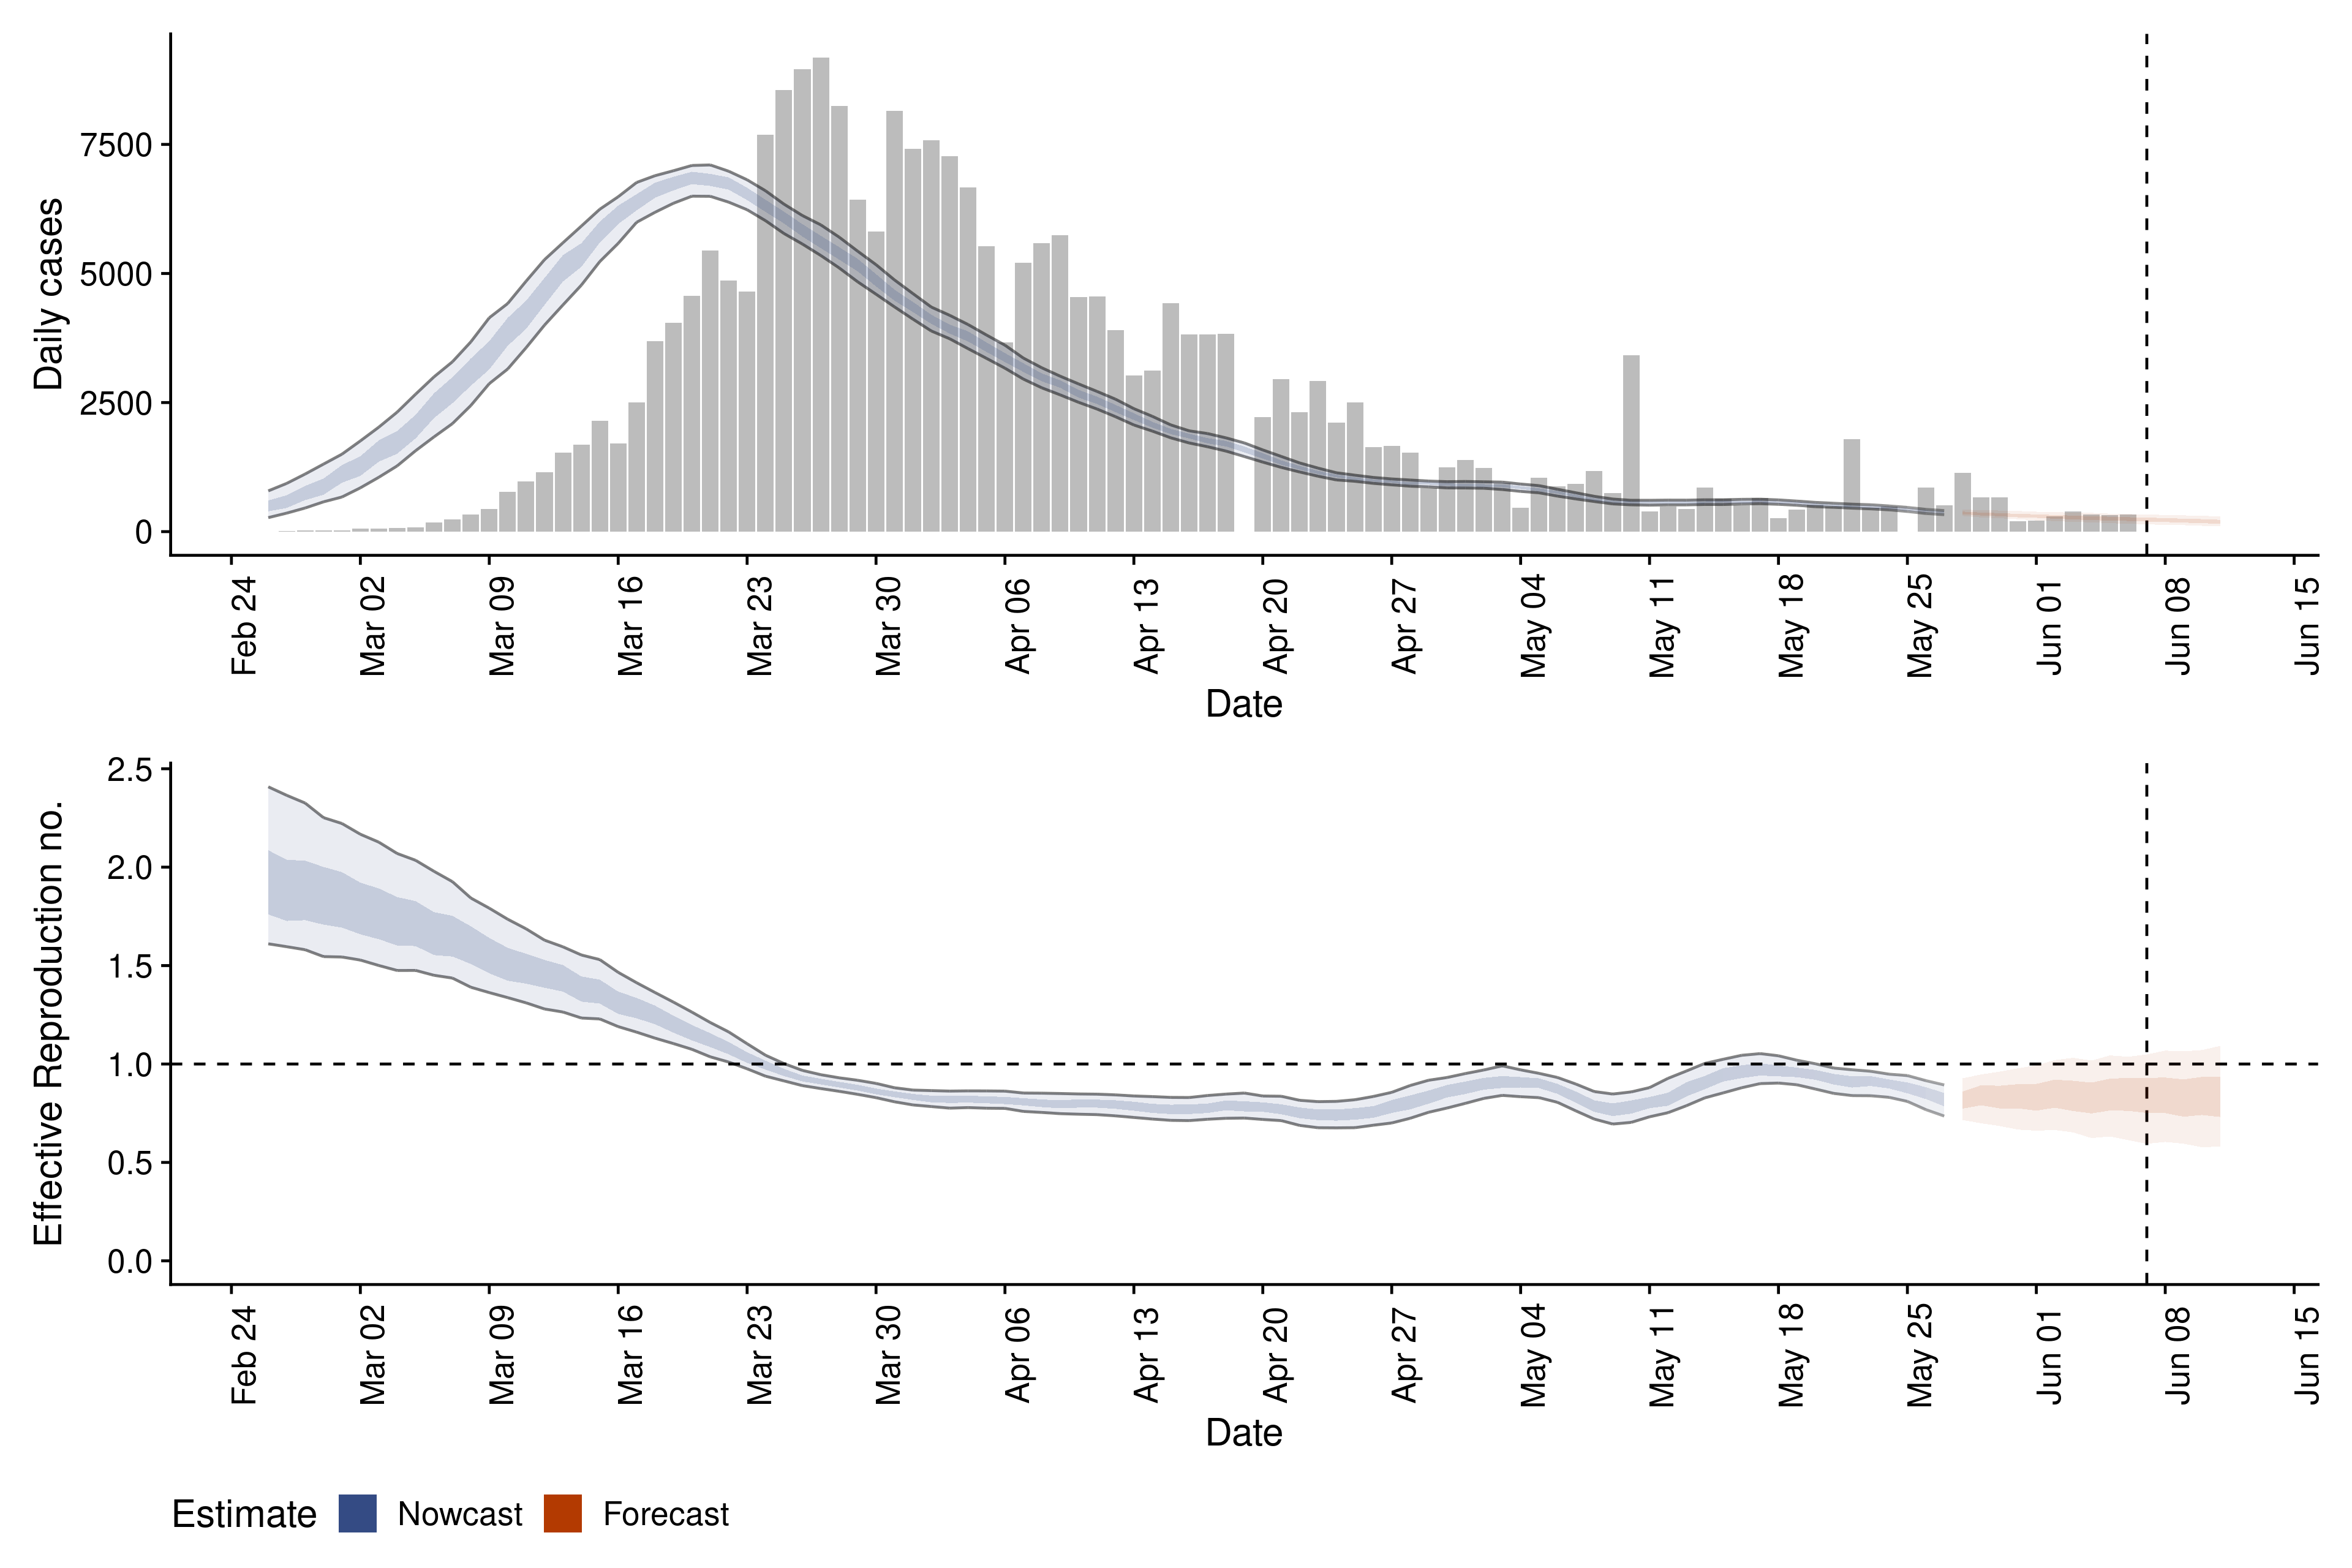 Daily cases
7500
5000
2500
0
Feb 24
Mar 02
Mar 09
Mar 16
Mar 23
Mar 30
Apr 06
Apr 13
Apr 20
Apr 27
May 04
May 11
May 18
May 25
Jun 01
Jun 08
Jun 15
Date
Effective Reproduction no.
2.5
2.0
1.5
1.0
0.5
0.0
Feb 24
Mar 02
Mar 09
Mar 16
Mar 23
Mar 30
Apr 06
Apr 13
Apr 20
Apr 27
May 04
May 11
May 18
May 25
Jun 01
Jun 08
Jun 15
Date
Estimate Nowcast Forecast